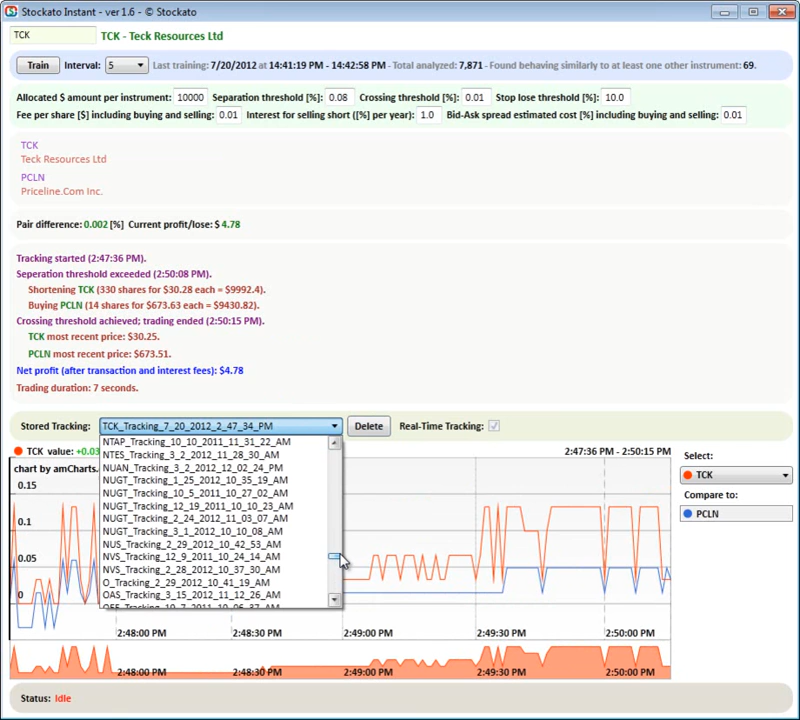 Stockato Instant - ver 1.6 - © Stockato
TCK TCK - Teck Resources Ltd
Train Interval: 5 Last training: 7/20/2012 at 14:41:19 PM - 14:42:58 PM - Total analyzed: 7,871 - Found behaving similarly to at least one other instrument: 69.
Allocated $ amount per instrument: 10000 Separation threshold [%]: 0.08 Crossing threshold [%]: 0.01 Stop lose threshold [%]: 10.0
Fee per share [$] including buying and selling: 0.01 Interest for selling short ([%] per year): 1.0 Bid-Ask spread estimated cost [%] including buying and selling: 0.01
TCK
Teck Resources Ltd
PCLN
Priceline.Com Inc.
Pair difference: 0.002 [%] Current profit/lose: $ 4.78
Tracking started (2:47:36 PM).
Seperation threshold exceeded (2:50:08 PM).
Shortening TCK (330 shares for $30.28 each = $9992.4).
Buying PCLN (14 shares for $673.63 each = $9430.82).
Crossing threshold achieved; trading ended (2:50:15 PM).
TCK most recent price: $30.25.
PCLN most recent price: $673.51.
Net profit (after transaction and interest fees): $4.78
Trading duration: 7 seconds.
Stored Tracking: TCK_Tracking_7_20_2012_2_47_34_PM Delete Real-Time Tracking:
NTAP_Tracking_10_10_2011_11_31_22_AM
NTES_Tracking_3_2_2012_11_28_30_AM
NUAN_Tracking_3_2_2012_12_02_24_PM
NUGT_Tracking_1_25_2012_10_35_19_AM
NUGT_Tracking_10_5_2011_10_27_02_AM
NUGT_Tracking_12_19_2011_10_10_23_AM
NUGT_Tracking_2_24_2012_11_03_07_AM
NUGT_Tracking_3_1_2012_10_10_08_AM
NUS_Tracking_2_29_2012_10_42_53_AM
NVS_Tracking_12_9_2011_10_24_14_AM
NVS_Tracking_2_28_2012_10_37_30_AM
O_Tracking_2_29_2012_10_41_19_AM
OAS_Tracking_3_15_2012_11_12_26_AM
TCK value: +0.03
2:47:36 PM - 2:50:15 PM
chart by amCharts.
0.15
0.1
0.05
0
2:48:00 PM 2:48:30 PM 2:49:00 PM 2:49:30 PM 2:50:00 PM
2:48:00 PM 2:48:30 PM 2:49:00 PM 2:49:30 PM 2:50:00 PM
Select:
TCK
Compare to:
PCLN
Status: Idle